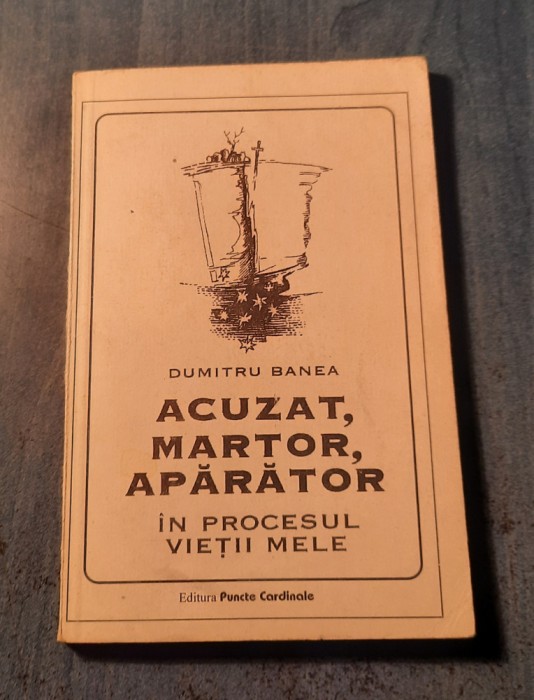 DUMITRU BANEA
ACUZAT,
MARTOR,
APĂRĂTOR
ÎN PROCESUL
VIEȚII MELE
Editura Puncte Cardinale